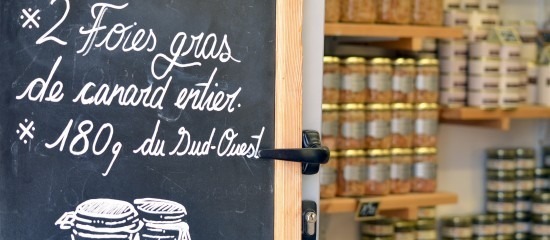 ※ 2 Foies gras
de canard entier.
※ 180g du Sud-Ouest